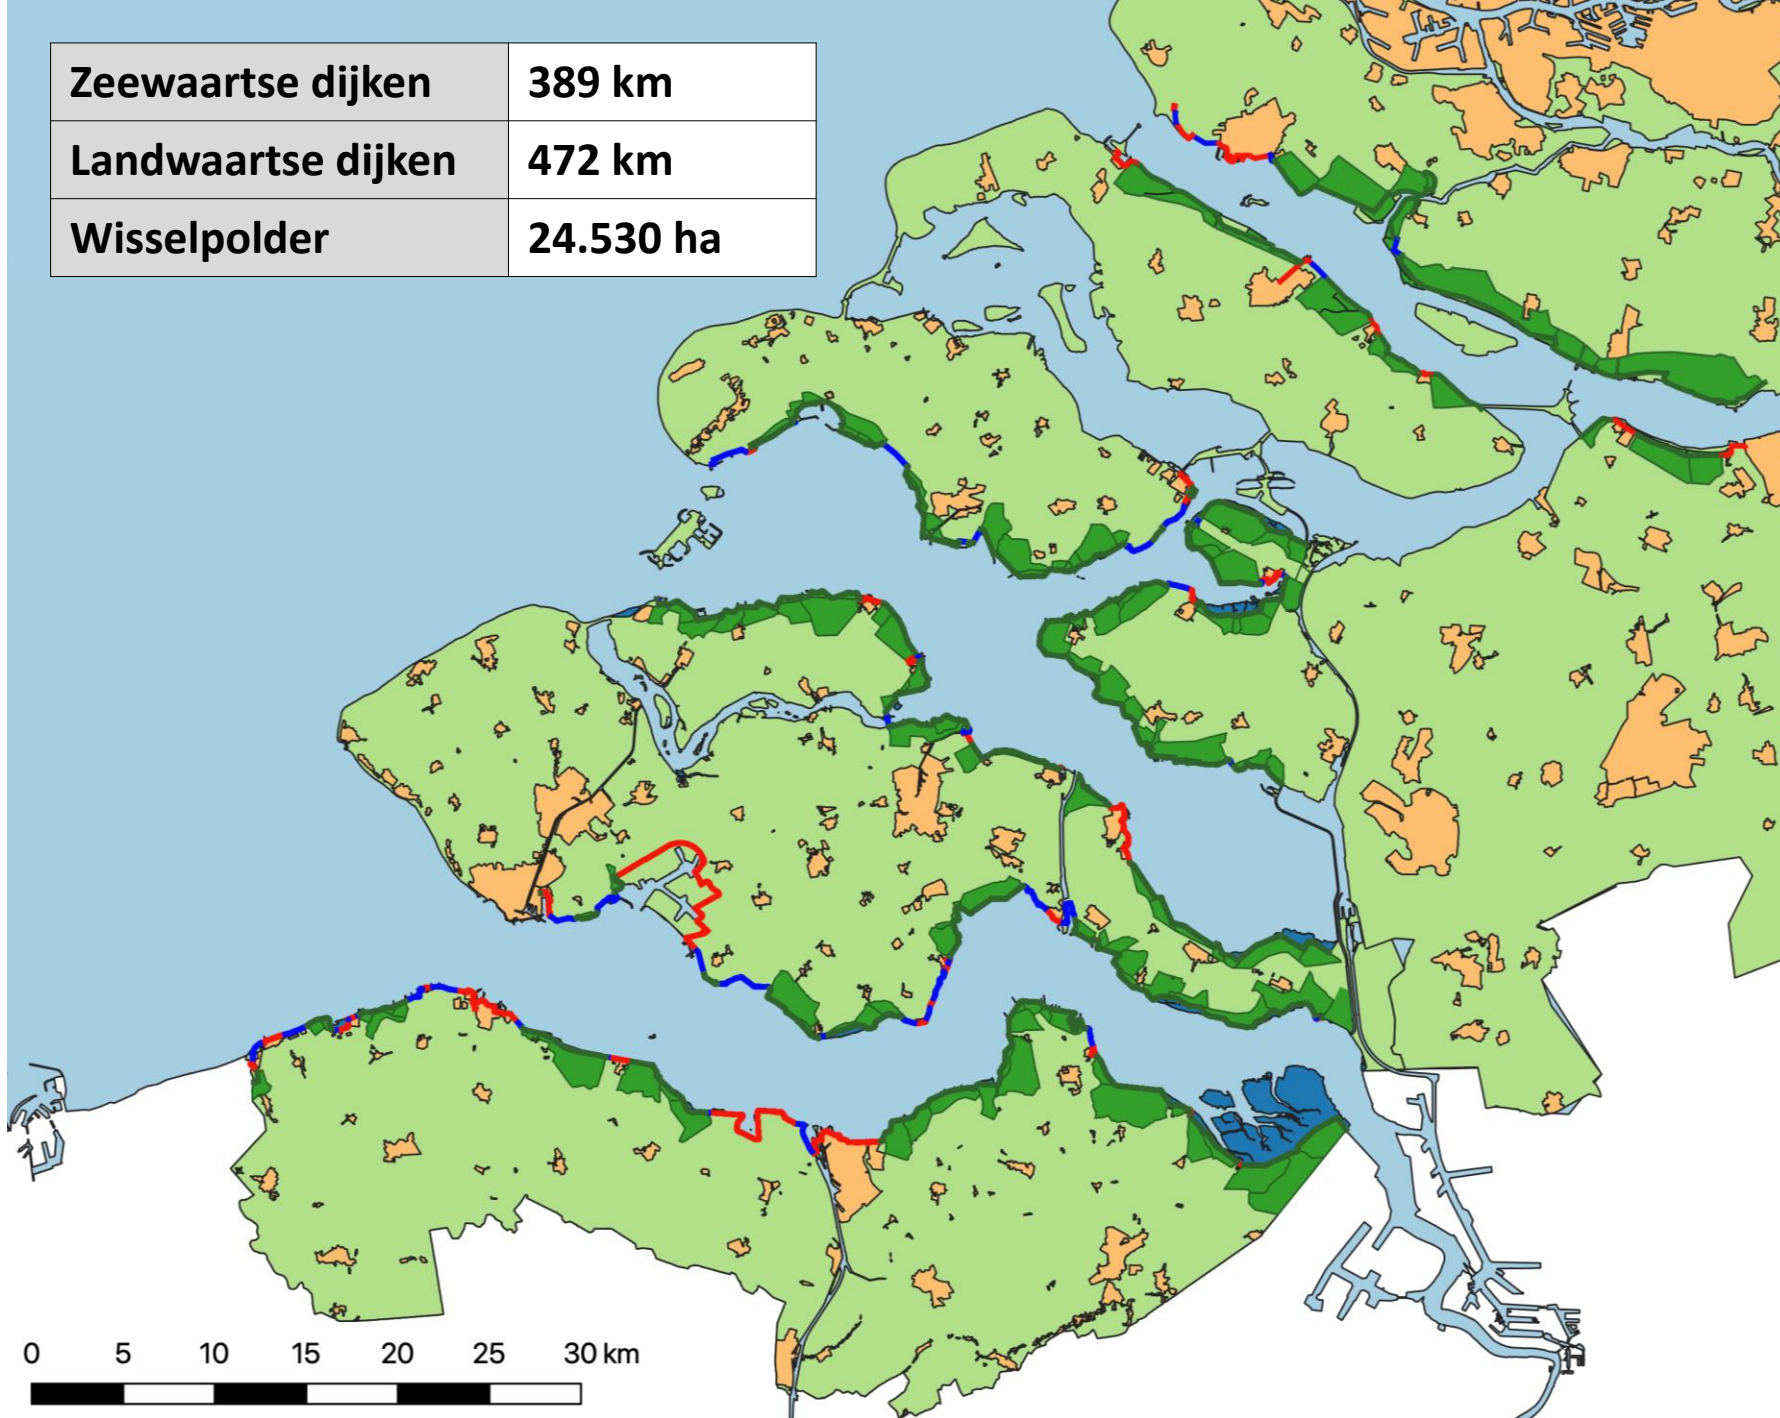 Zeewaartse dijken 389 km
Landwaartse dijken 472 km
Wisselpolder 24.530 ha
0 5 10 15 20 25 30 km